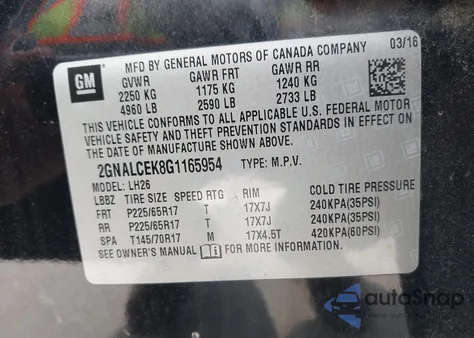 MFD BY GENERAL MOTORS OF CANADA COMPANY 03/16
GM
GVWR GAWR FRT GAWR RR
2250 KG 1175 KG 1240 KG
4960 LB 2590 LB 2733 LB
THIS VEHICLE CONFORMS TO ALL APPLICABLE U.S. FEDERAL MOTOR
VEHICLE SAFETY AND THEFT PREVENTION STANDARDS IN EFFECT ON
THE DATE OF MANUFACTURE SHOWN ABOVE.
2GNALCEK8G1165954 TYPE: M.P.V.
MODEL: LH26
LBBZ TIRE SIZE SPEED RTG RIM COLD TIRE PRESSURE
FRT P225/65R17 T 17X7J 240KPA(35PSI)
RR P225/65R17 T 17X7J 240KPA(35PSI)
SPA T145/70R17 M 17X4.5T 420KPA(60PSI)
SEE OWNER'S MANUAL FOR MORE INFORMATION.
autoSnap